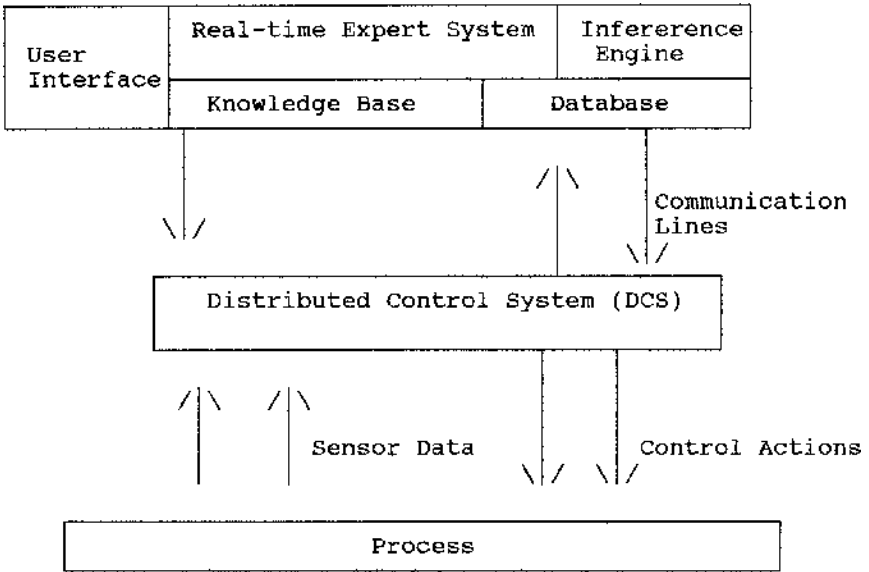 User
Interface
Real-time Expert System
Infererence
Engine
Knowledge Base
Database
Communication
Lines
Distributed Control System (DCS)
Sensor Data
Control Actions
Process